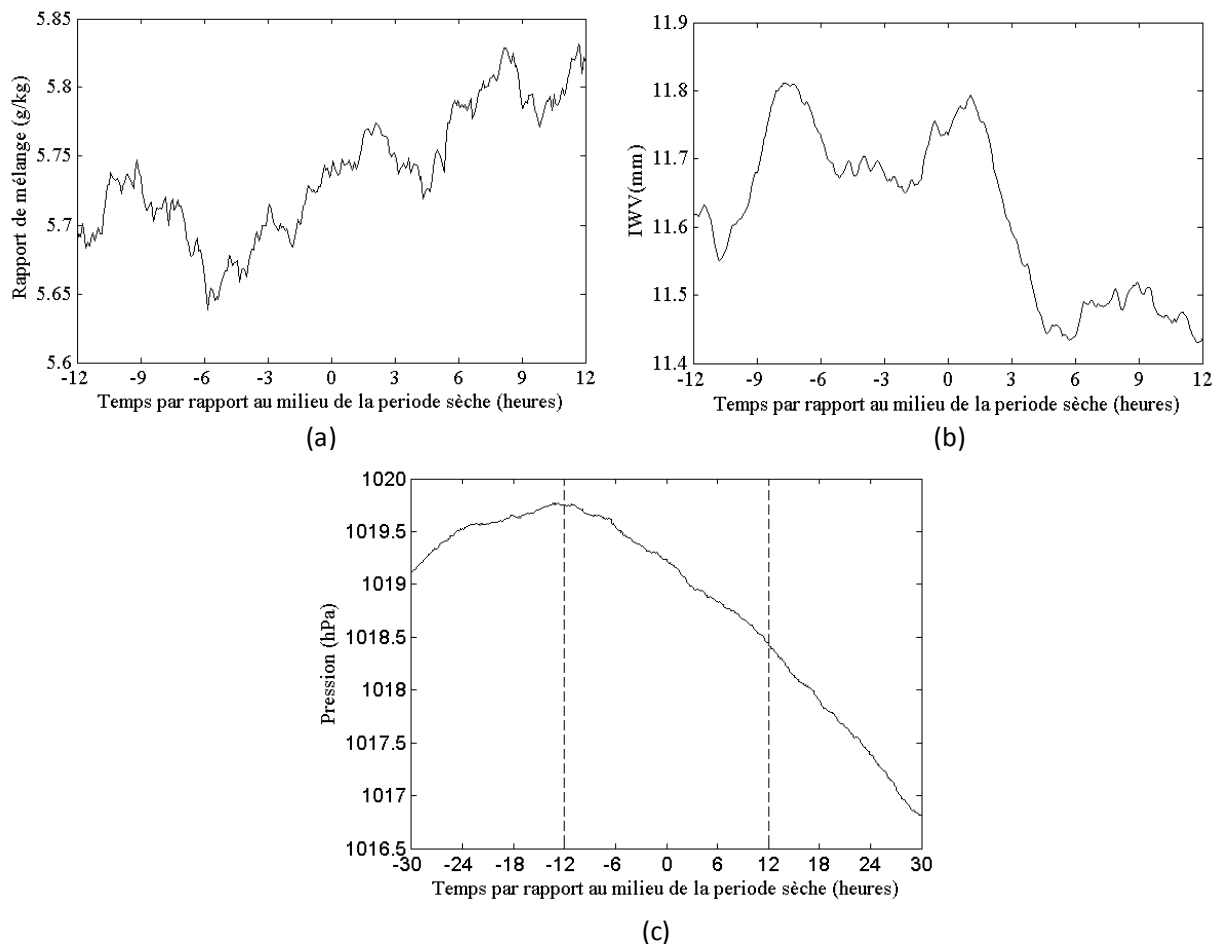 5.85
5.8
5.75
5.7
5.65
5.6
Rapport de mélange (g/kg)
-12 -9 -6 -3 0 3 6 9 12
Temps par rapport au milieu de la periode sèche (heures)
(a)
11.9
11.8
11.7
11.6
11.5
11.4
IWV(mm)
-12 -9 -6 -3 0 3 6 9 12
Temps par rapport au milieu de la periode sèche (heures)
(b)
1020
1019.5
1019
1018.5
1018
1017.5
1017
1016.5
Pression (hPa)
-30 -24 -18 -12 -6 0 6 12 18 24 30
Temps par rapport au milieu de la periode sèche (heures)
(c)